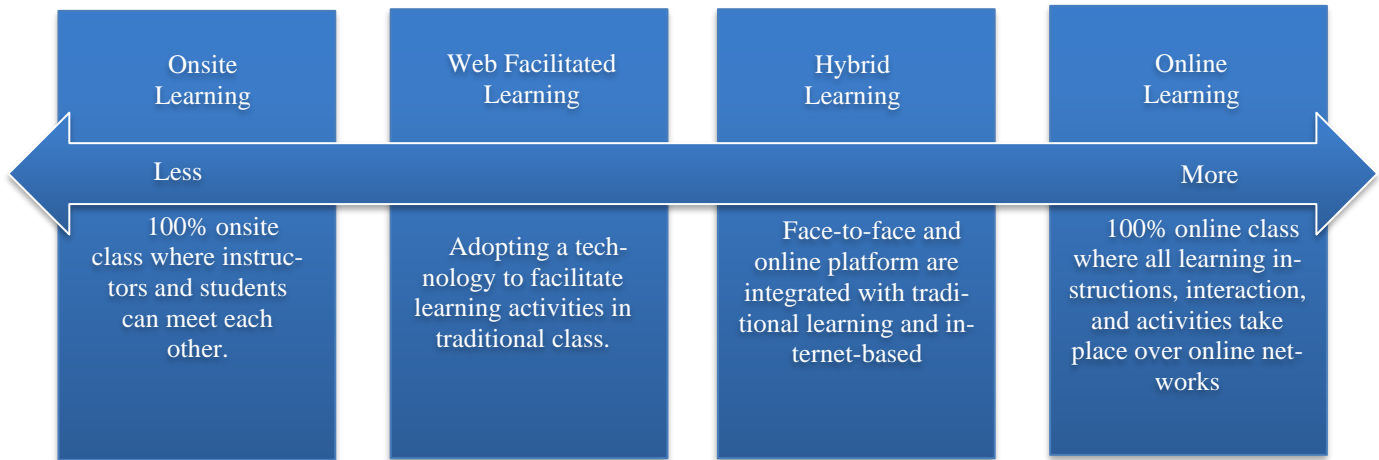 Onsite
Learning
Web Facilitated
Learning
Hybrid
Learning
Online
Learning
Less
More
100% onsite
class where instruc-
tors and students
can meet each
other.
Adopting a tech-
nology to facilitate
learning activities in
traditional class.
Face-to-face and
online platform are
integrated with tradi-
tional learning and in-
ternet-based
100% online class
where all learning in-
structions, interaction,
and activities take
place over online net-
works